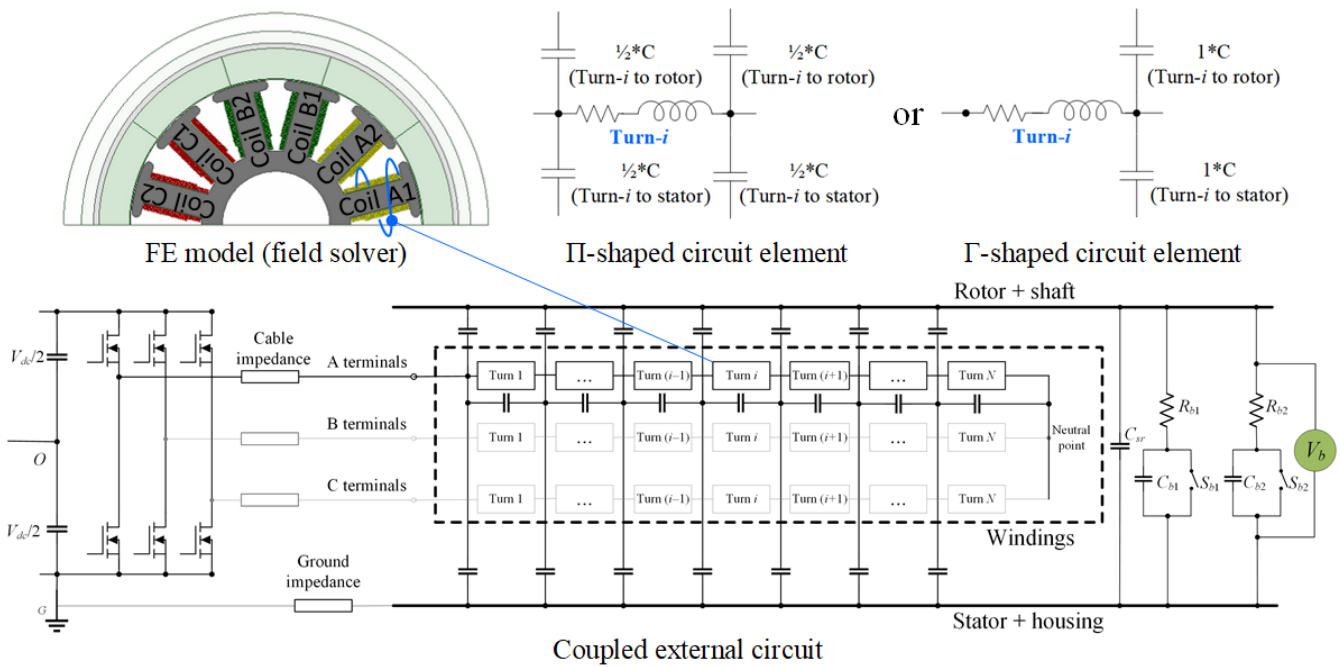 Coil C2
Coil C1
Coil B2
Coil B1
Coil A2
Coil A1
FE model (field solver)
½*C
(Turn-i to rotor)
½*C
(Turn-i to rotor)
Turn-i
½*C
(Turn-i to stator)
½*C
(Turn-i to stator)
Π-shaped circuit element
or
1*C
(Turn-i to rotor)
Turn-i
1*C
(Turn-i to stator)
Γ-shaped circuit element
Rotor + shaft
Vdc/2
Cable
impedance
A terminals
Turn 1
...
Turn (i–1)
Turn i
Turn (i+1)
...
Turn N
B terminals
Turn 1
...
Turn (i–1)
Turn i
Turn (i+1)
...
Turn N
Neutral
point
O
C terminals
Turn 1
...
Turn (i–1)
Turn i
Turn (i+1)
...
Turn N
Windings
Csr
Rb1
Cb1
Sb1
Rb2
Cb2
Sb2
Vb
Vdc/2
Ground
impedance
G
Stator + housing
Coupled external circuit